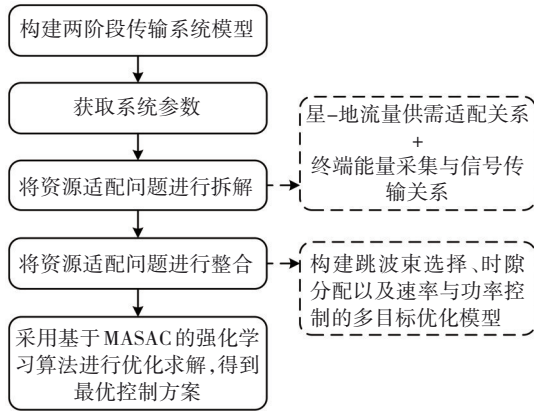 构建两阶段传输系统模型
获取系统参数
星-地流量供需适配关系
+
终端能量采集与信号传
输关系
将资源适配问题进行拆解
将资源适配问题进行整合
构建跳波束选择、时隙
分配以及速率与功率控
制的多目标优化模型
采用基于MASAC的强化学
习算法进行优化求解,得到
最优控制方案